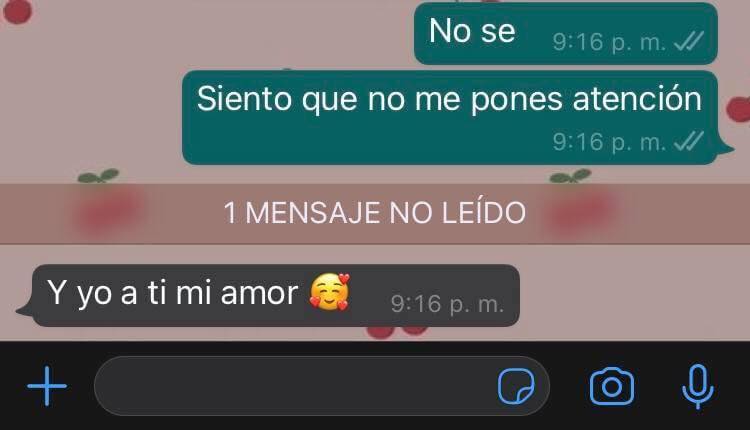 No se
9:16 p. m.
Siento que no me pones atención
9:16 p. m.
1 MENSAJE NO LEÍDO
Y yo a ti mi amor 🥰
9:16 p. m.